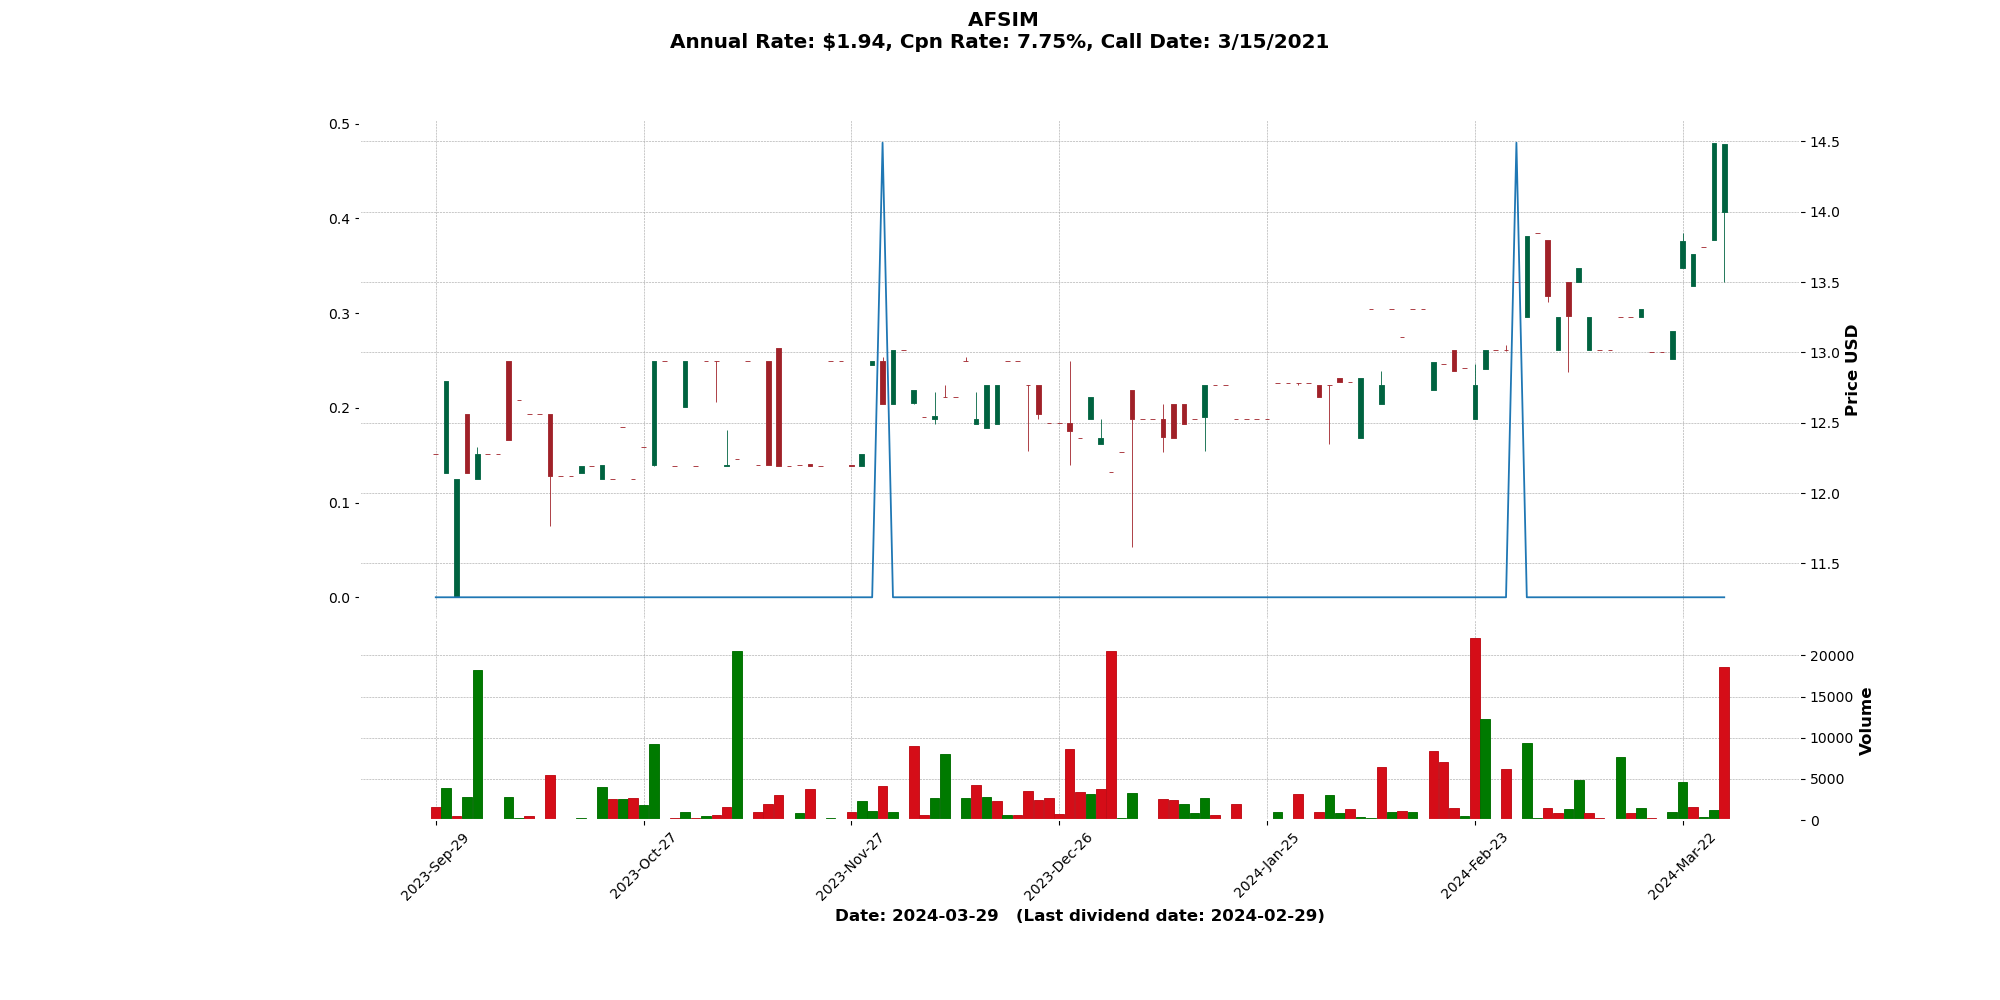 AFSIM
Annual Rate: $1.94, Cpn Rate: 7.75%, Call Date: 3/15/2021
0.5
0.4
0.3
0.2
0.1
0.0
14.5
14.0
13.5
13.0
12.5
12.0
11.5
Price USD
20000
15000
10000
5000
0
Volume
2023-Sep-29
2023-Oct-27
2023-Nov-27
2023-Dec-26
2024-Jan-25
2024-Feb-23
2024-Mar-22
Date: 2024-03-29   (Last dividend date: 2024-02-29)